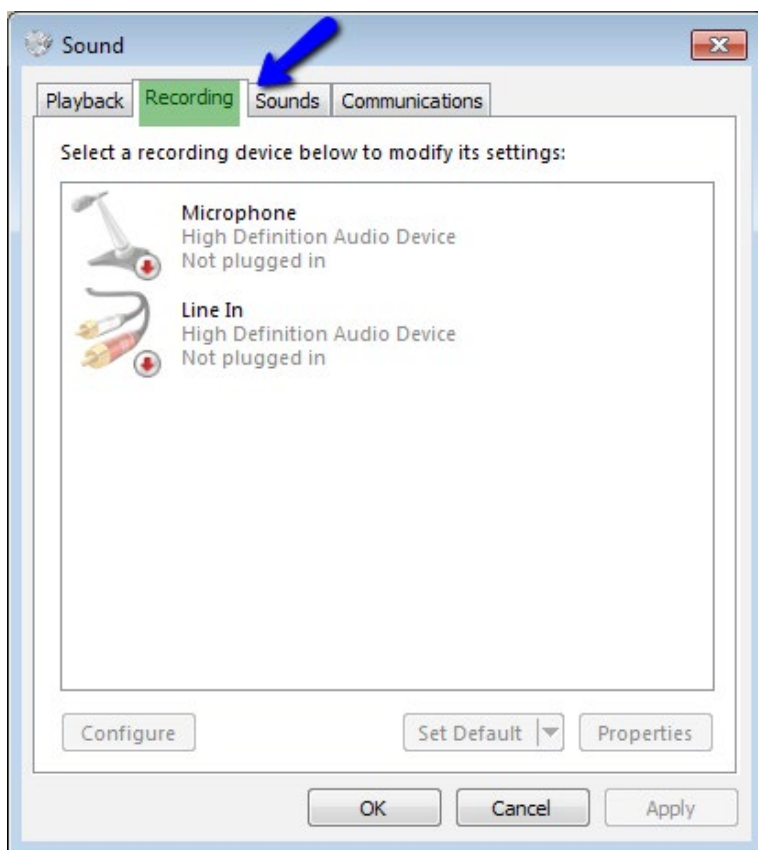 Sound
Playback Recording Sounds Communications
Select a recording device below to modify its settings:
Microphone
High Definition Audio Device
Not plugged in
Line In
High Definition Audio Device
Not plugged in
Configure Set Default Properties
OK Cancel Apply